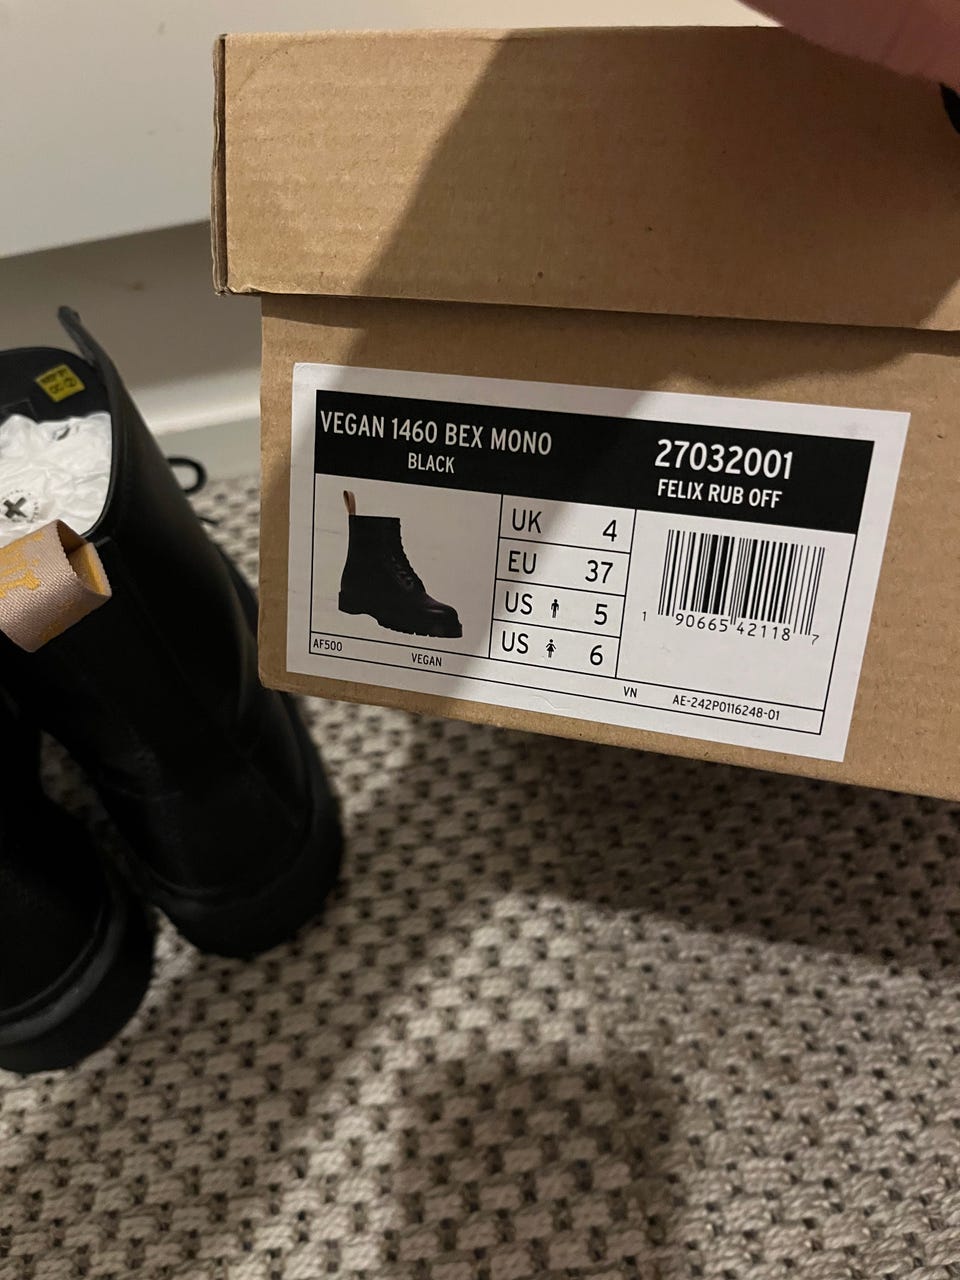 VEGAN 1460 BEX MONO
BLACK
27032001
FELIX RUB OFF
UK 4
EU 37
US 5
US 6
1 90665 42118 7
AF500
VEGAN
VN
AE-242P0116248-01